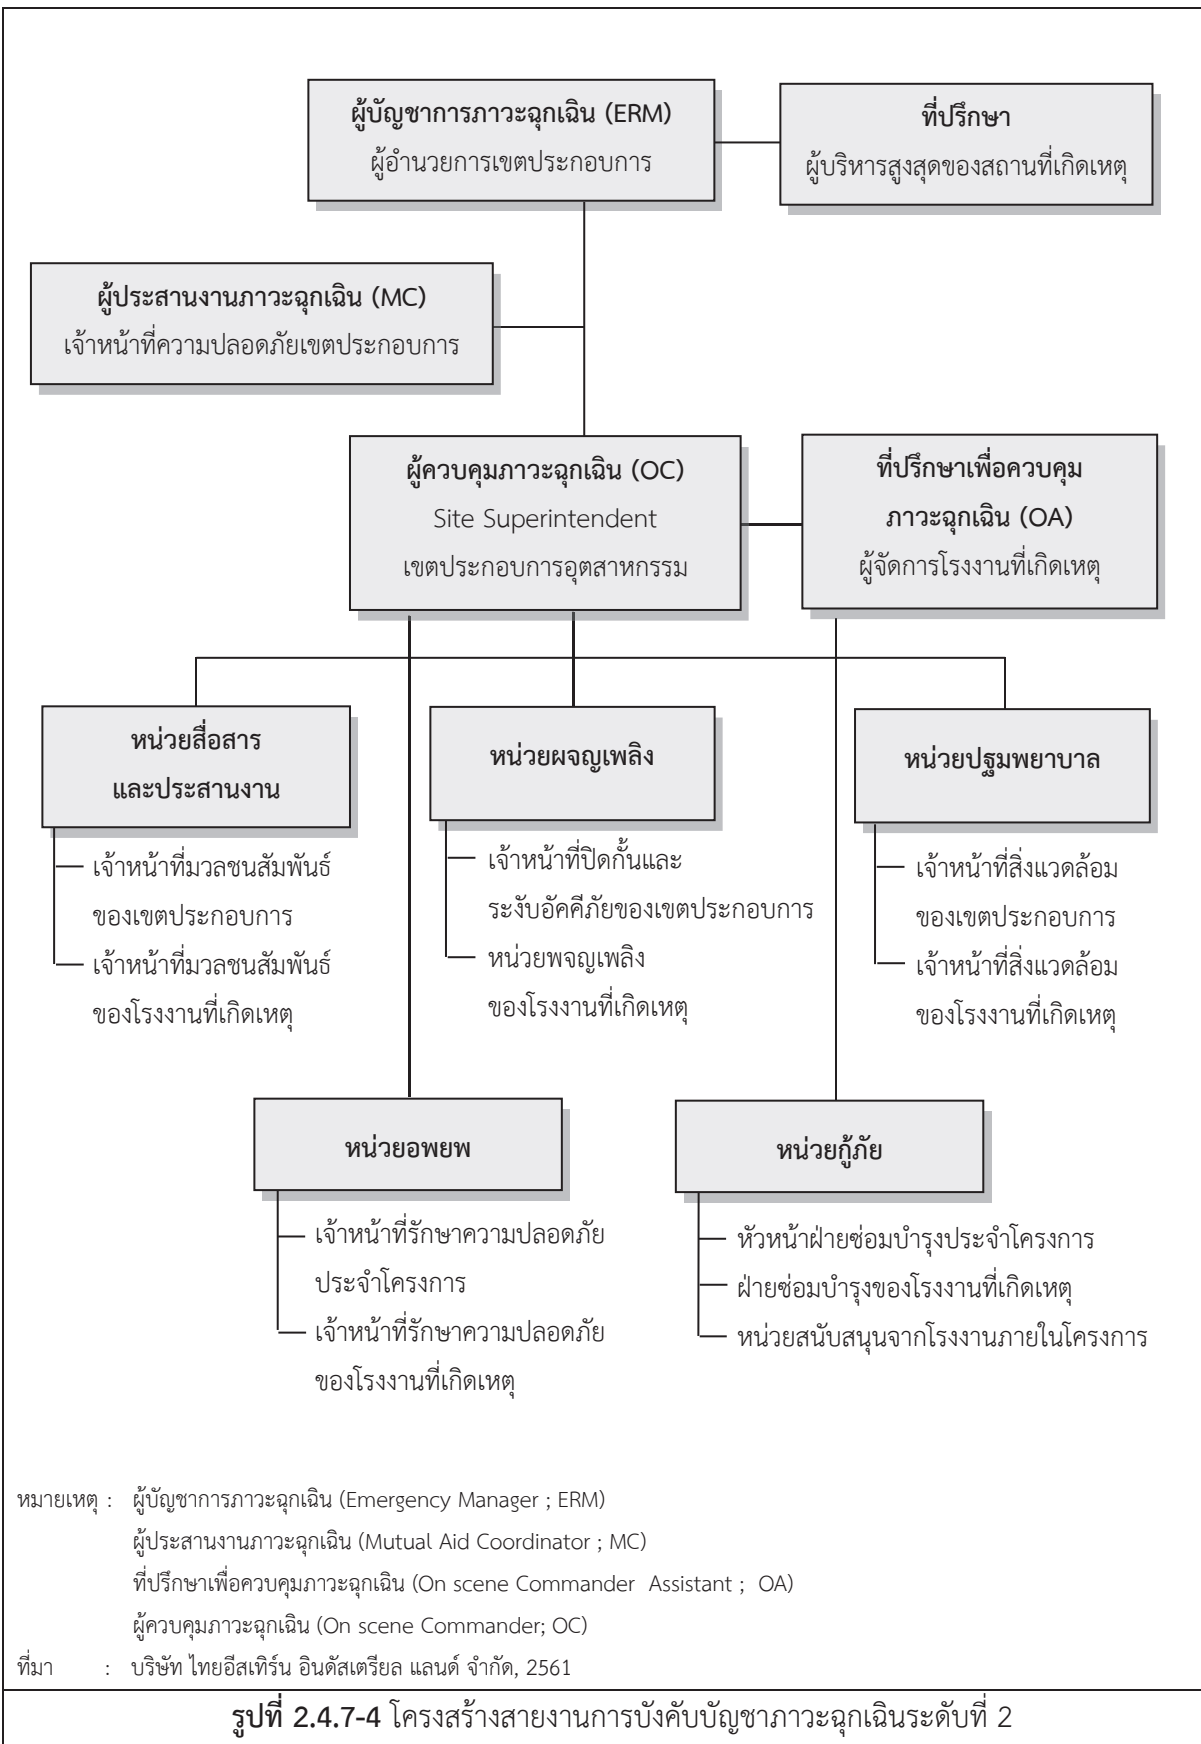 ผู้บัญชาการภาวะฉุกเฉิน (ERM)
ผู้อำนวยการเขตประกอบการ
ที่ปรึกษา
ผู้บริหารสูงสุดของสถานที่เกิดเหตุ
ผู้ประสานงานภาวะฉุกเฉิน (MC)
เจ้าหน้าที่ความปลอดภัยเขตประกอบการ
ผู้ควบคุมภาวะฉุกเฉิน (OC)
Site Superintendent
เขตประกอบการอุตสาหกรรม
ที่ปรึกษาเพื่อควบคุม
ภาวะฉุกเฉิน (OA)
ผู้จัดการโรงงานที่เกิดเหตุ
หน่วยสื่อสาร
และประสานงาน
เจ้าหน้าที่มวลชนสัมพันธ์
ของเขตประกอบการ
เจ้าหน้าที่มวลชนสัมพันธ์
ของโรงงานที่เกิดเหตุ
หน่วยผจญเพลิง
เจ้าหน้าที่ปิดกั้นและ
ระงับอัคคีภัยของเขตประกอบการ
หน่วยพจญเพลิง
ของโรงงานที่เกิดเหตุ
หน่วยปฐมพยาบาล
เจ้าหน้าที่สิ่งแวดล้อม
ของเขตประกอบการ
เจ้าหน้าที่สิ่งแวดล้อม
ของโรงงานที่เกิดเหตุ
หน่วยอพยพ
เจ้าหน้าที่รักษาความปลอดภัย
ประจำโครงการ
เจ้าหน้าที่รักษาความปลอดภัย
ของโรงงานที่เกิดเหตุ
หน่วยกู้ภัย
หัวหน้าฝ่ายซ่อมบำรุงประจำโครงการ
ฝ่ายซ่อมบำรุงของโรงงานที่เกิดเหตุ
หน่วยสนับสนุนจากโรงงานภายในโครงการ
หมายเหตุ : ผู้บัญชาการภาวะฉุกเฉิน (Emergency Manager ; ERM)
ผู้ประสานงานภาวะฉุกเฉิน (Mutual Aid Coordinator ; MC)
ที่ปรึกษาเพื่อควบคุมภาวะฉุกเฉิน (On scene Commander Assistant ; OA)
ผู้ควบคุมภาวะฉุกเฉิน (On scene Commander; OC)
ที่มา : บริษัท ไทยอีสเทิร์น อินดัสเตรียล แลนด์ จำกัด, 2561
รูปที่ 2.4.7-4 โครงสร้างสายงานการบังคับบัญชาภาวะฉุกเฉินระดับที่ 2